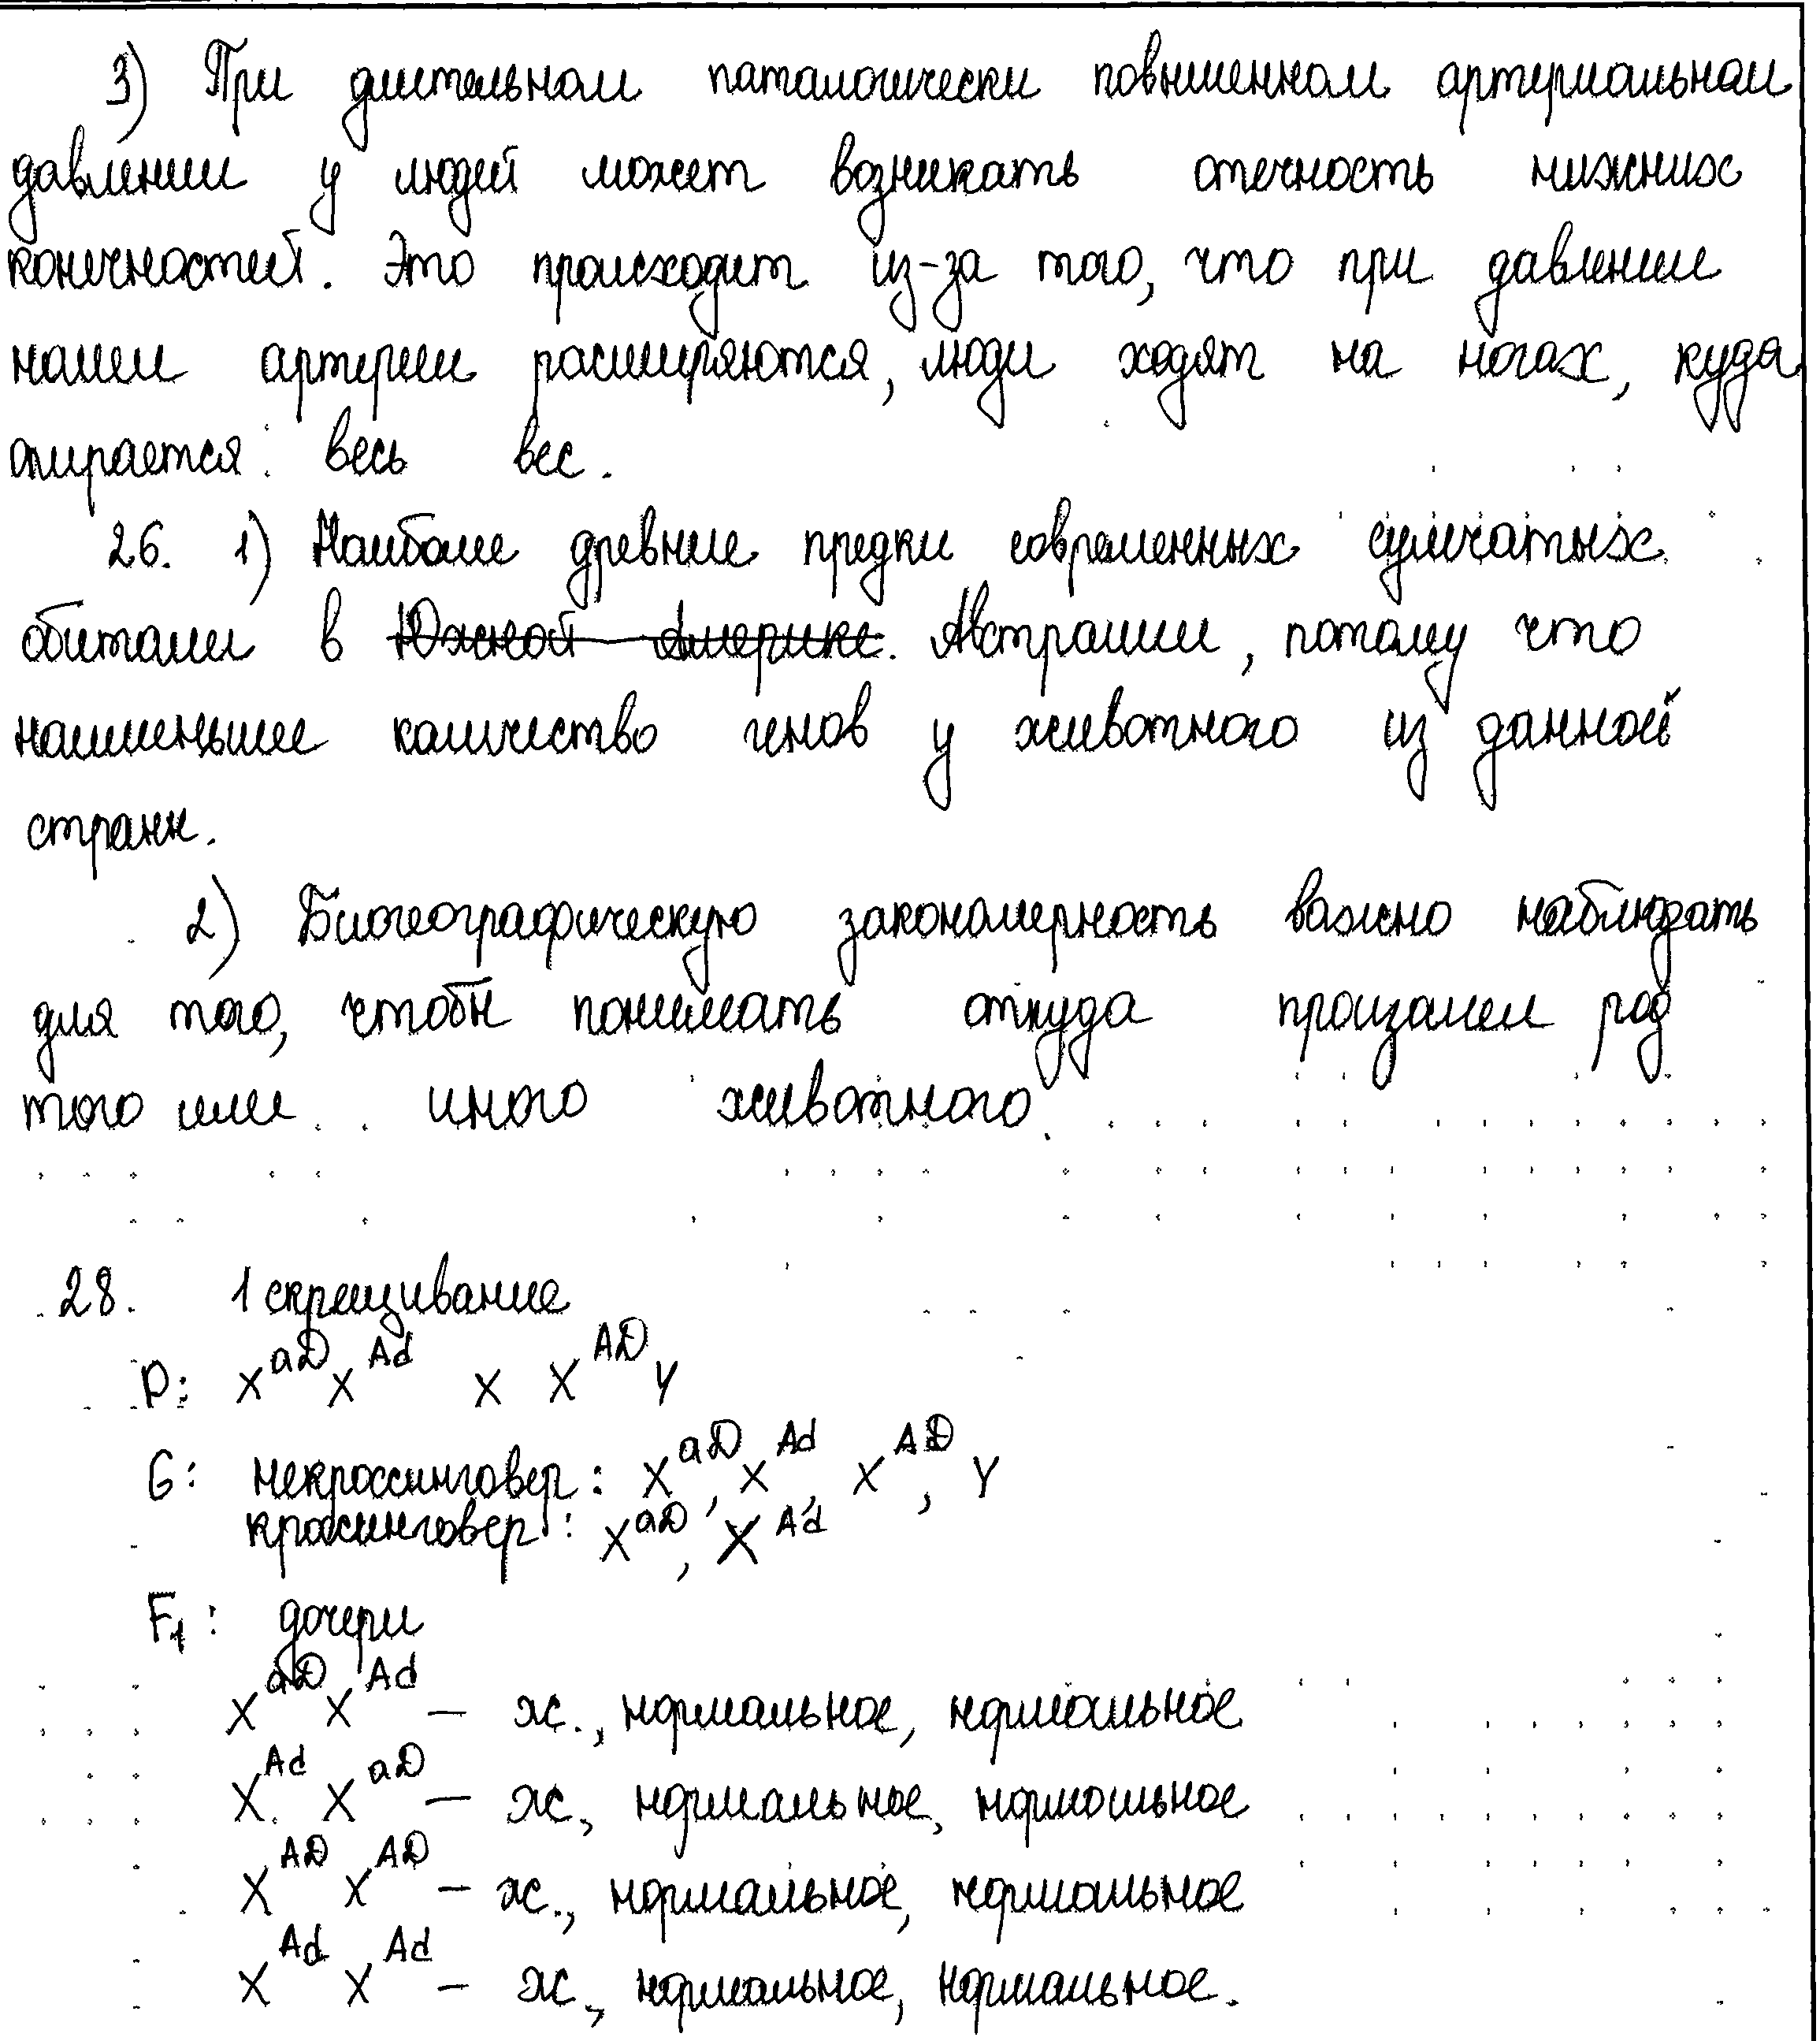 3) При длительном паталогически повышенном артериальном
давлении у людей может возникать отечность нижних
конечностей. Это происходит из-за того, что при давлении
наши артерии расширяются, люди ходят на ногах, куда
опирается весь вес.
26. 1) Наиболее древние предки современных сумчатых
обитали в Южной Америке. Австралии, потому что
наименьшее количество генов у животного из данной
страны.
2) Биогеографическую закономерность важно наблюдать
для того, чтобы понимать откуда произошел род
того или иного животного.
28. 1 скрещивание
P: X^aD X^Ad x X^AD Y
G: некроссинговер: X^aD, X^Ad, X^AD, Y
кроссинговер: X^aD, X^Ad
F₁: дочери
X^aD X^Ad – ж., нормальное, нормальное
X^Ad X^aD – ж., нормальное, нормальное
X^AD X^AD – ж., нормальное, нормальное
X^Ad X^Ad – ж., нормальное, нормальное.